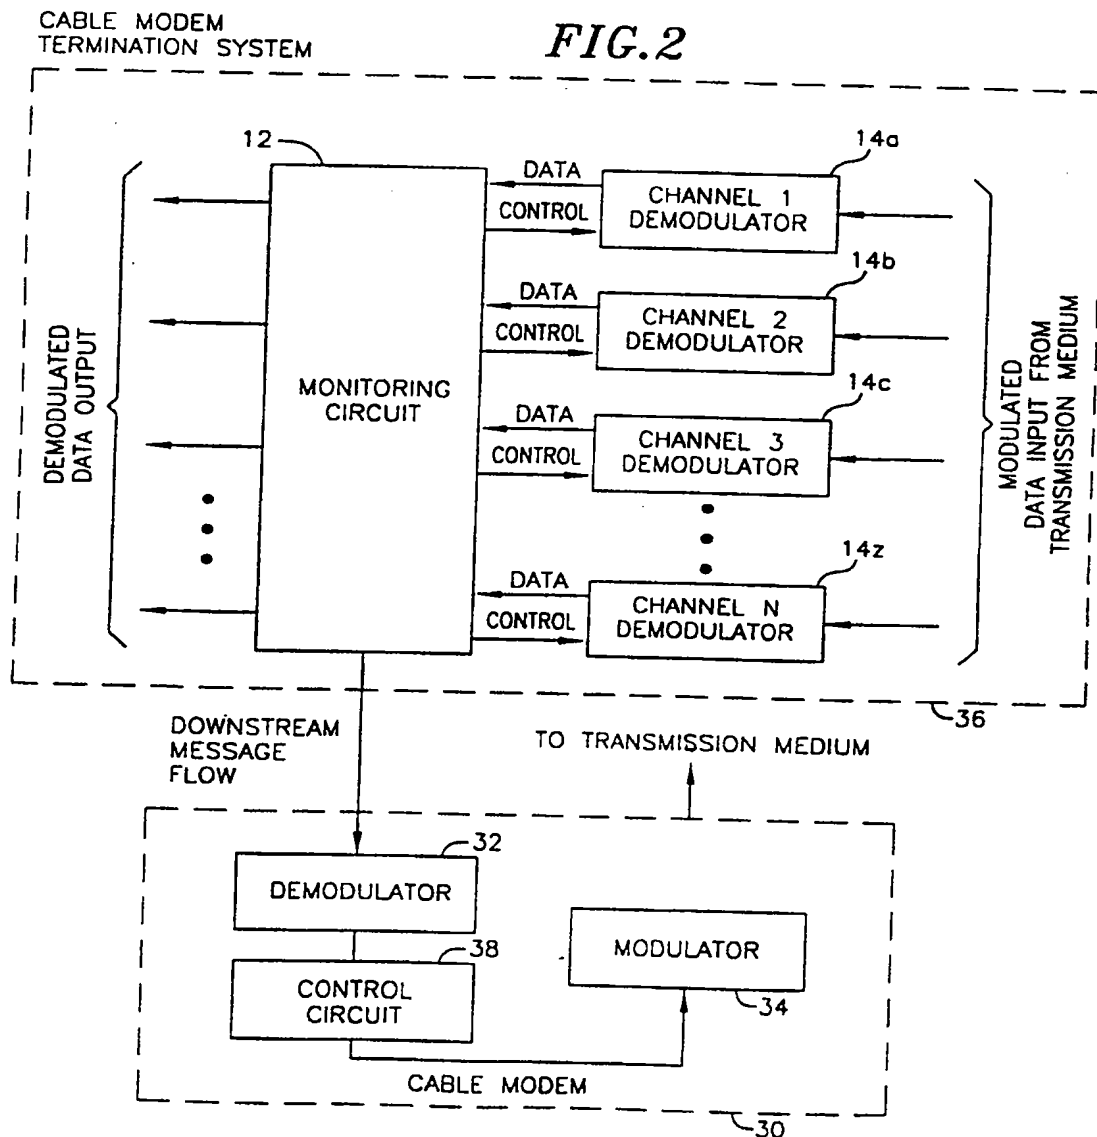 CABLE MODEM
TERMINATION SYSTEM
FIG.2
12
14a
DATA
CONTROL
CHANNEL 1
DEMODULATOR
14b
DATA
CONTROL
CHANNEL 2
DEMODULATOR
14c
DATA
CONTROL
CHANNEL 3
DEMODULATOR
14z
DATA
CONTROL
CHANNEL N
DEMODULATOR
MONITORING
CIRCUIT
DEMODULATED
DATA OUTPUT
MODULATED
DATA INPUT FROM
TRANSMISSION MEDIUM
36
DOWNSTREAM
MESSAGE
FLOW
TO TRANSMISSION MEDIUM
32
DEMODULATOR
38
CONTROL
CIRCUIT
MODULATOR
34
CABLE MODEM
30